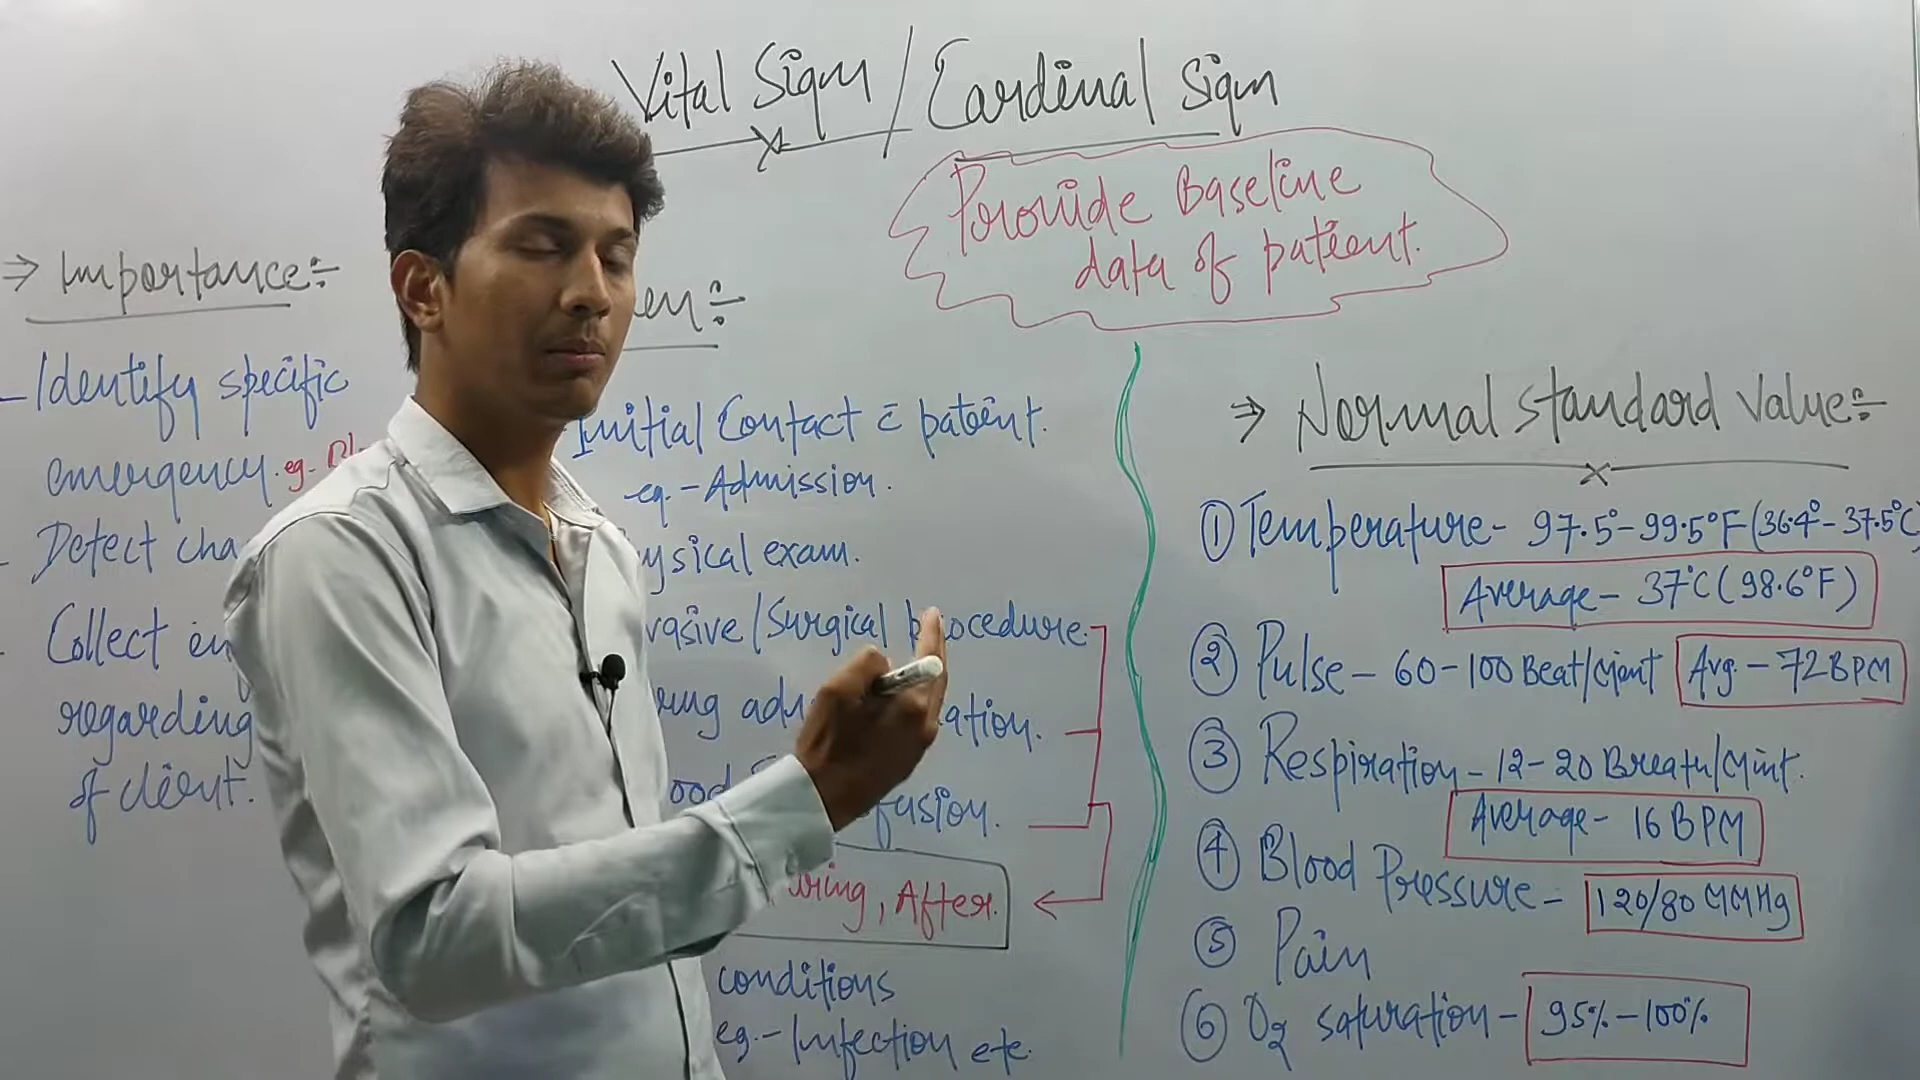 Vital Sign / Cardinal Sign
Provide Baseline
data of patient.
⇒ Importance:-
- Identify specific
emergency. eg-
- Detect
- Collect
regarding
of client.
Initial Contact c̄ patient.
eg.- Admission.
exam.
/Surgical procedure
fusion.
, After.
conditions
eg.- Infection etc.
⇒ Normal Standard Value:-
① Temperature- 97.5°-99.5°F (36.4°-37.5°C)
Average- 37°C (98.6°F)
② Pulse- 60-100 Beat/Mint Avg.- 72 BPM
③ Respiration- 12-20 Breath/Mint.
Average- 16 BPM
④ Blood Pressure- 120/80 MMHg
⑤ Pain
⑥ O₂ saturation- 95%-100%